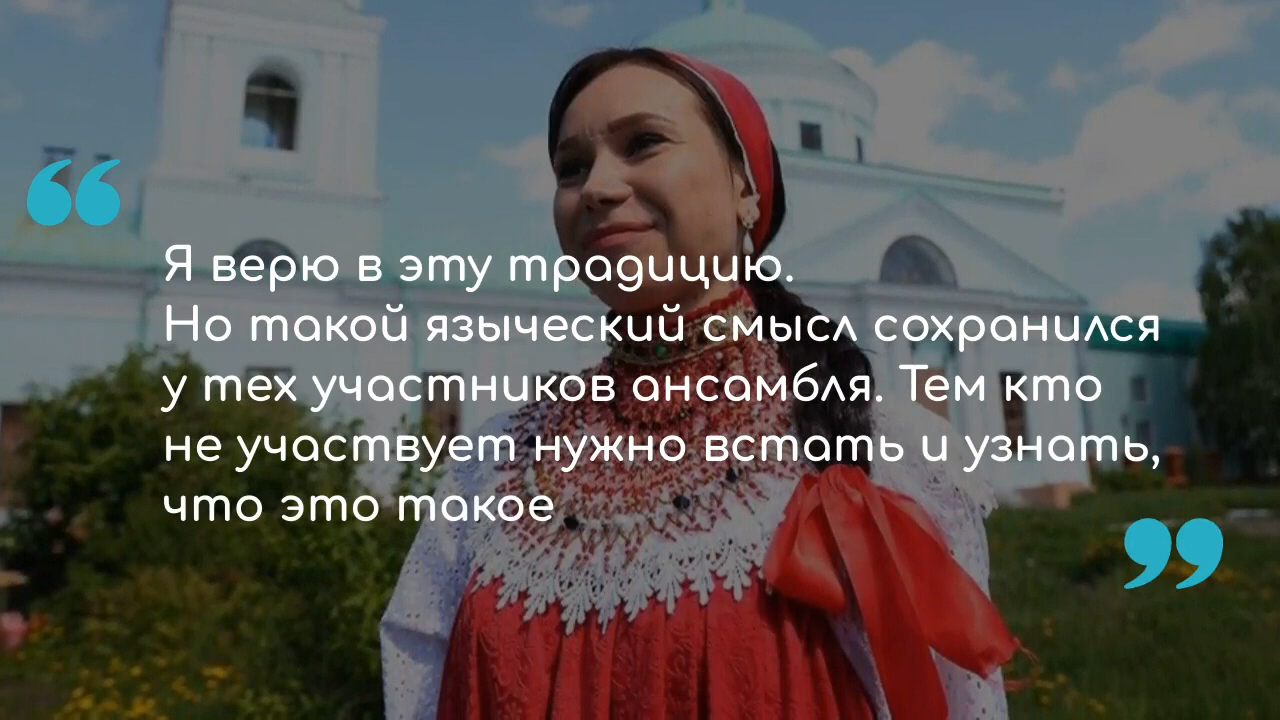 Я верю в эту традицию.
Но такой языческий смысл сохранился
у тех участников ансамбля. Тем кто
не участвует нужно встать и узнать,
что это такое